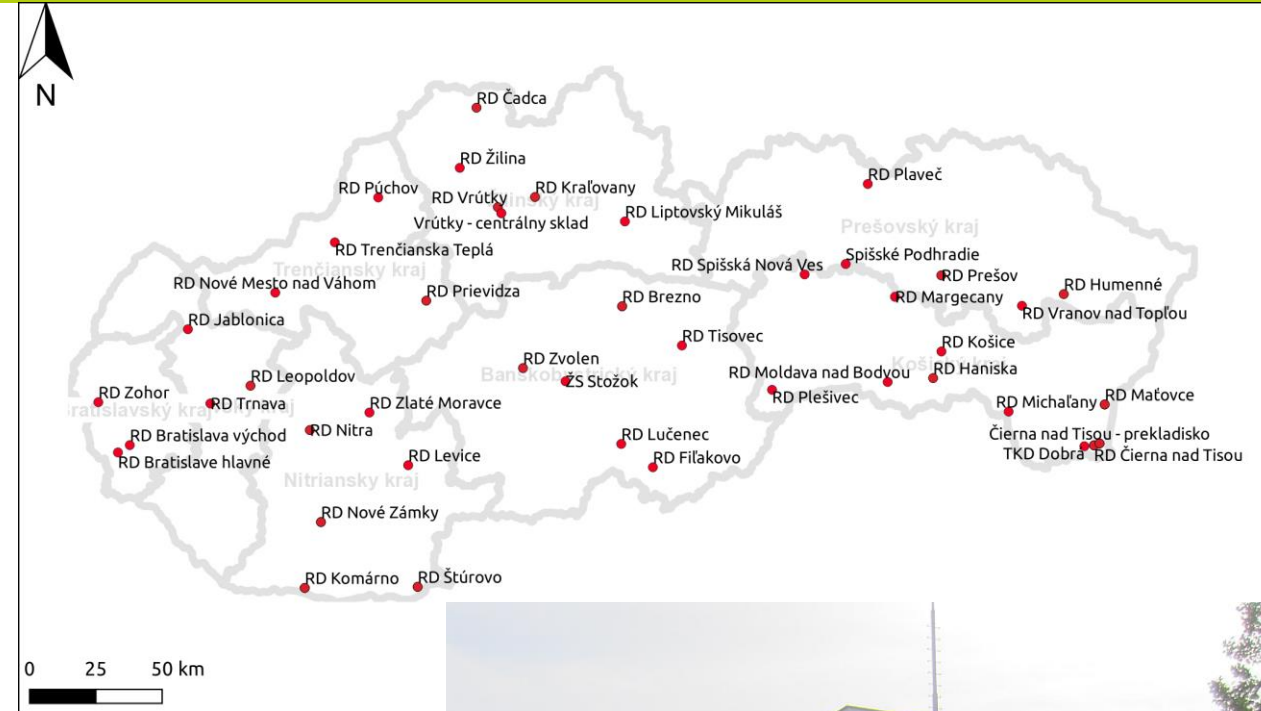 N
RD Čadca
RD Žilina
RD Púchov
RD Vrútky
RD Kraľovany
RD Plaveč
Vrútky - centrálny sklad
RD Liptovský Mikuláš
Prešovský kraj
RD Trenčianska Teplá
Trenčiansky kraj
RD Spišská Nová Ves
Spišské Podhradie
RD Prešov
RD Nové Mesto nad Váhom
RD Prievidza
RD Brezno
RD Margecany
RD Humenné
RD Vranov nad Topľou
RD Jablonica
RD Tisovec
RD Košice
RD Zvolen
Banskobystrický kraj
ŽS Stožok
RD Moldava nad Bodvou
RD Haniska
RD Leopoldov
RD Plešivec
RD Zohor
RD Trnava
RD Zlaté Moravce
RD Michaľany
RD Maťovce
RD Bratislava východ
RD Nitra
RD Lučenec
Čierna nad Tisou - prekladisko
RD Bratislave hlavné
RD Levice
RD Fiľakovo
TKD Dobrá
RD Čierna nad Tisou
Nitriansky kraj
RD Nové Zámky
RD Komárno
RD Štúrovo
0 25 50 km